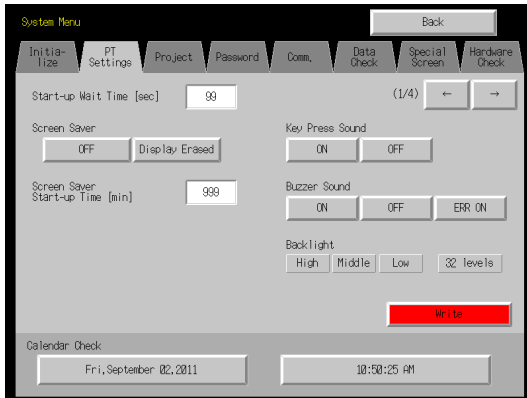 System Menu
Back
Initia-
lize
PT
Settings
Project
Password
Comm.
Data
Check
Special
Screen
Hardware
Check
Start-up Wait Time [sec]
99
(1/4)
←
→
Screen Saver
OFF
Display Erased
Key Press Sound
ON
OFF
Screen Saver
Start-up Time [min]
999
Buzzer Sound
ON
OFF
ERR ON
Backlight
High
Middle
Low
32 levels
Write
Calendar Check
Fri,September 02,2011
10:50:25 AM